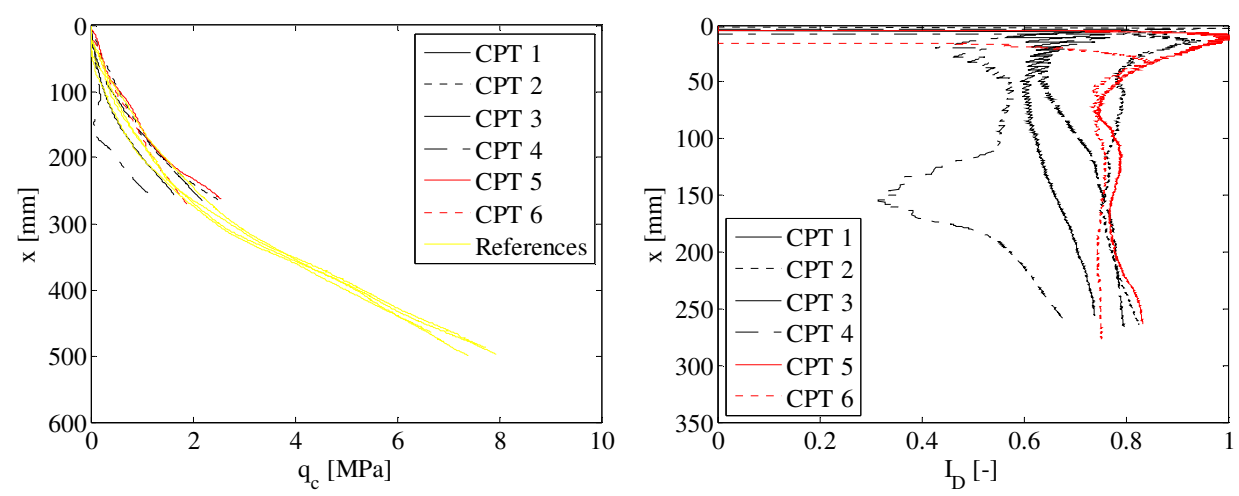 0
100
200
300
400
500
600
x [mm]
0
2
4
6
8
10
q_c [MPa]
CPT 1
CPT 2
CPT 3
CPT 4
CPT 5
CPT 6
References
0
50
100
150
200
250
300
350
x [mm]
0
0.2
0.4
0.6
0.8
1
I_D [-]
CPT 1
CPT 2
CPT 3
CPT 4
CPT 5
CPT 6